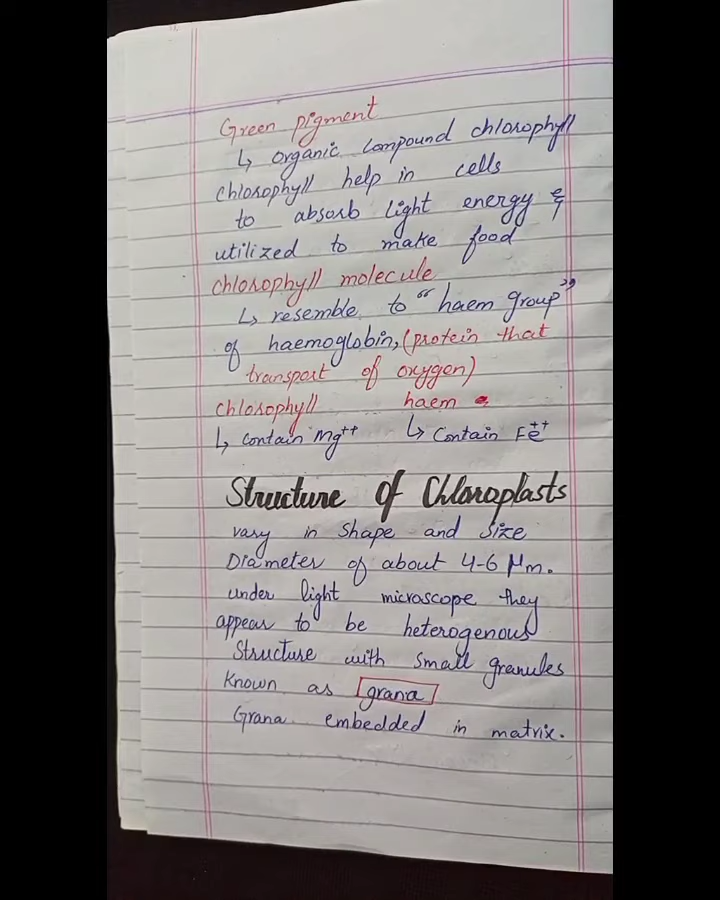 Green pigment
↳ organic compound chlorophyll
chlorophyll help in cells
to absorb light energy &
utilized to make food
chlorophyll molecule
↳ resemble to "haem group"
of haemoglobin, (protein that
transport of oxygen)
chlorophyll haem
↳ contain Mg++ ↳ Contain Fe++
Structure of Chloroplasts
vary in shape and size
Diameter of about 4-6 μm.
under light microscope they
appear to be heterogenous
Structure with small granules
Known as grana
Grana embedded in matrix.